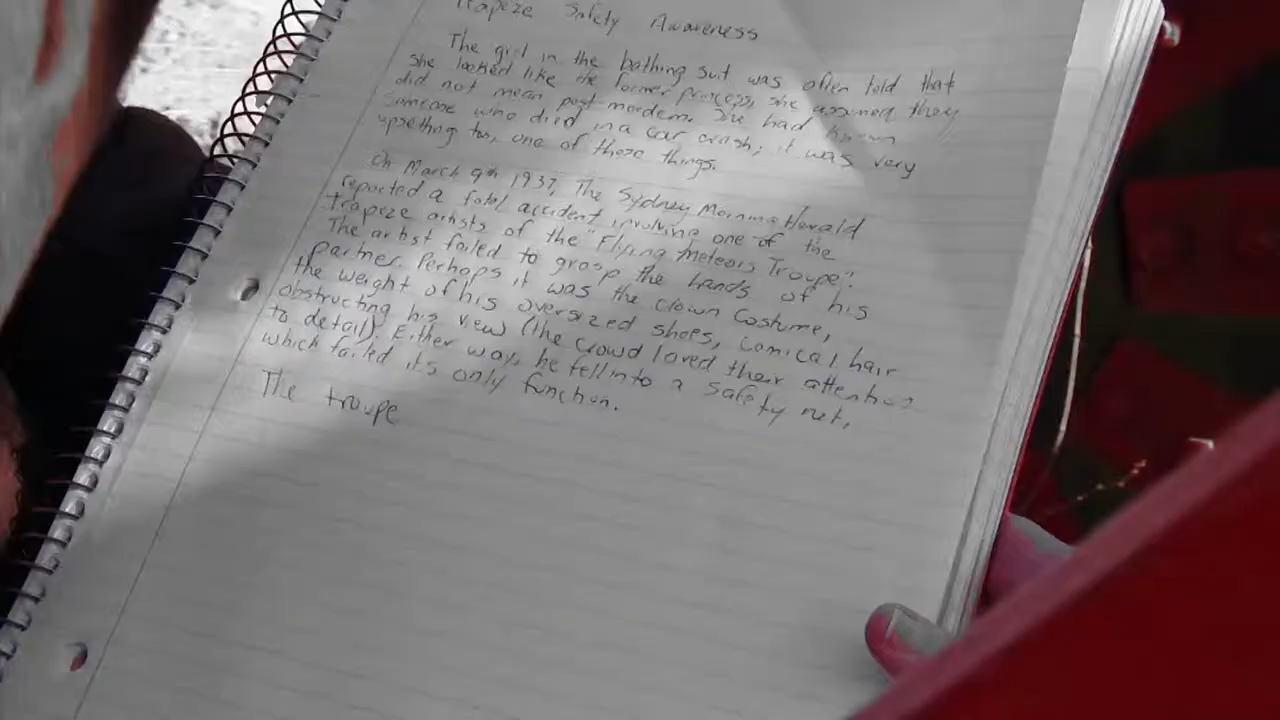 Trapeze Safety Awareness
The girl in the bathing suit was often told that
she looked like the former princess, she assumed they
did not mean post-mordem. She had known
someone who died in a car crash; it was very
upsetting too, one of those things.
On March 9th 1937, The Sydney Morning Herald
reported a fatal accident involving one of the
trapeze artists of the "Flying Meteors Troupe".
The artist failed to grasp the hands of his
partner. Perhaps it was the clown costume,
the weight of his oversized shoes, comical hair
obstructing his view (the crowd loved their attention
to detail). Either way, he fell into a safety net,
which failed its only function.
The troupe